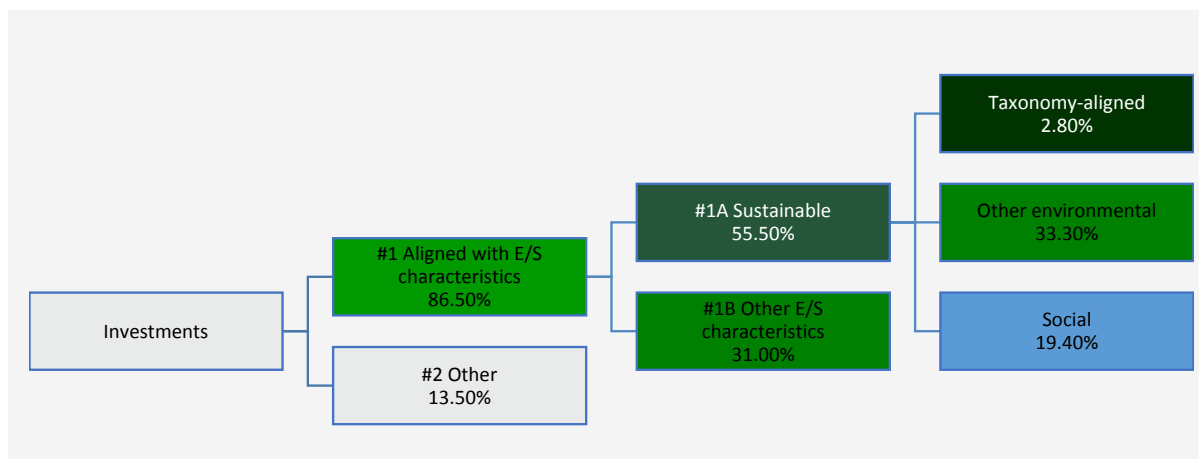 Investments
#1 Aligned with E/S
characteristics
86.50%
#2 Other
13.50%
#1A Sustainable
55.50%
#1B Other E/S
characteristics
31.00%
Taxonomy-aligned
2.80%
Other environmental
33.30%
Social
19.40%